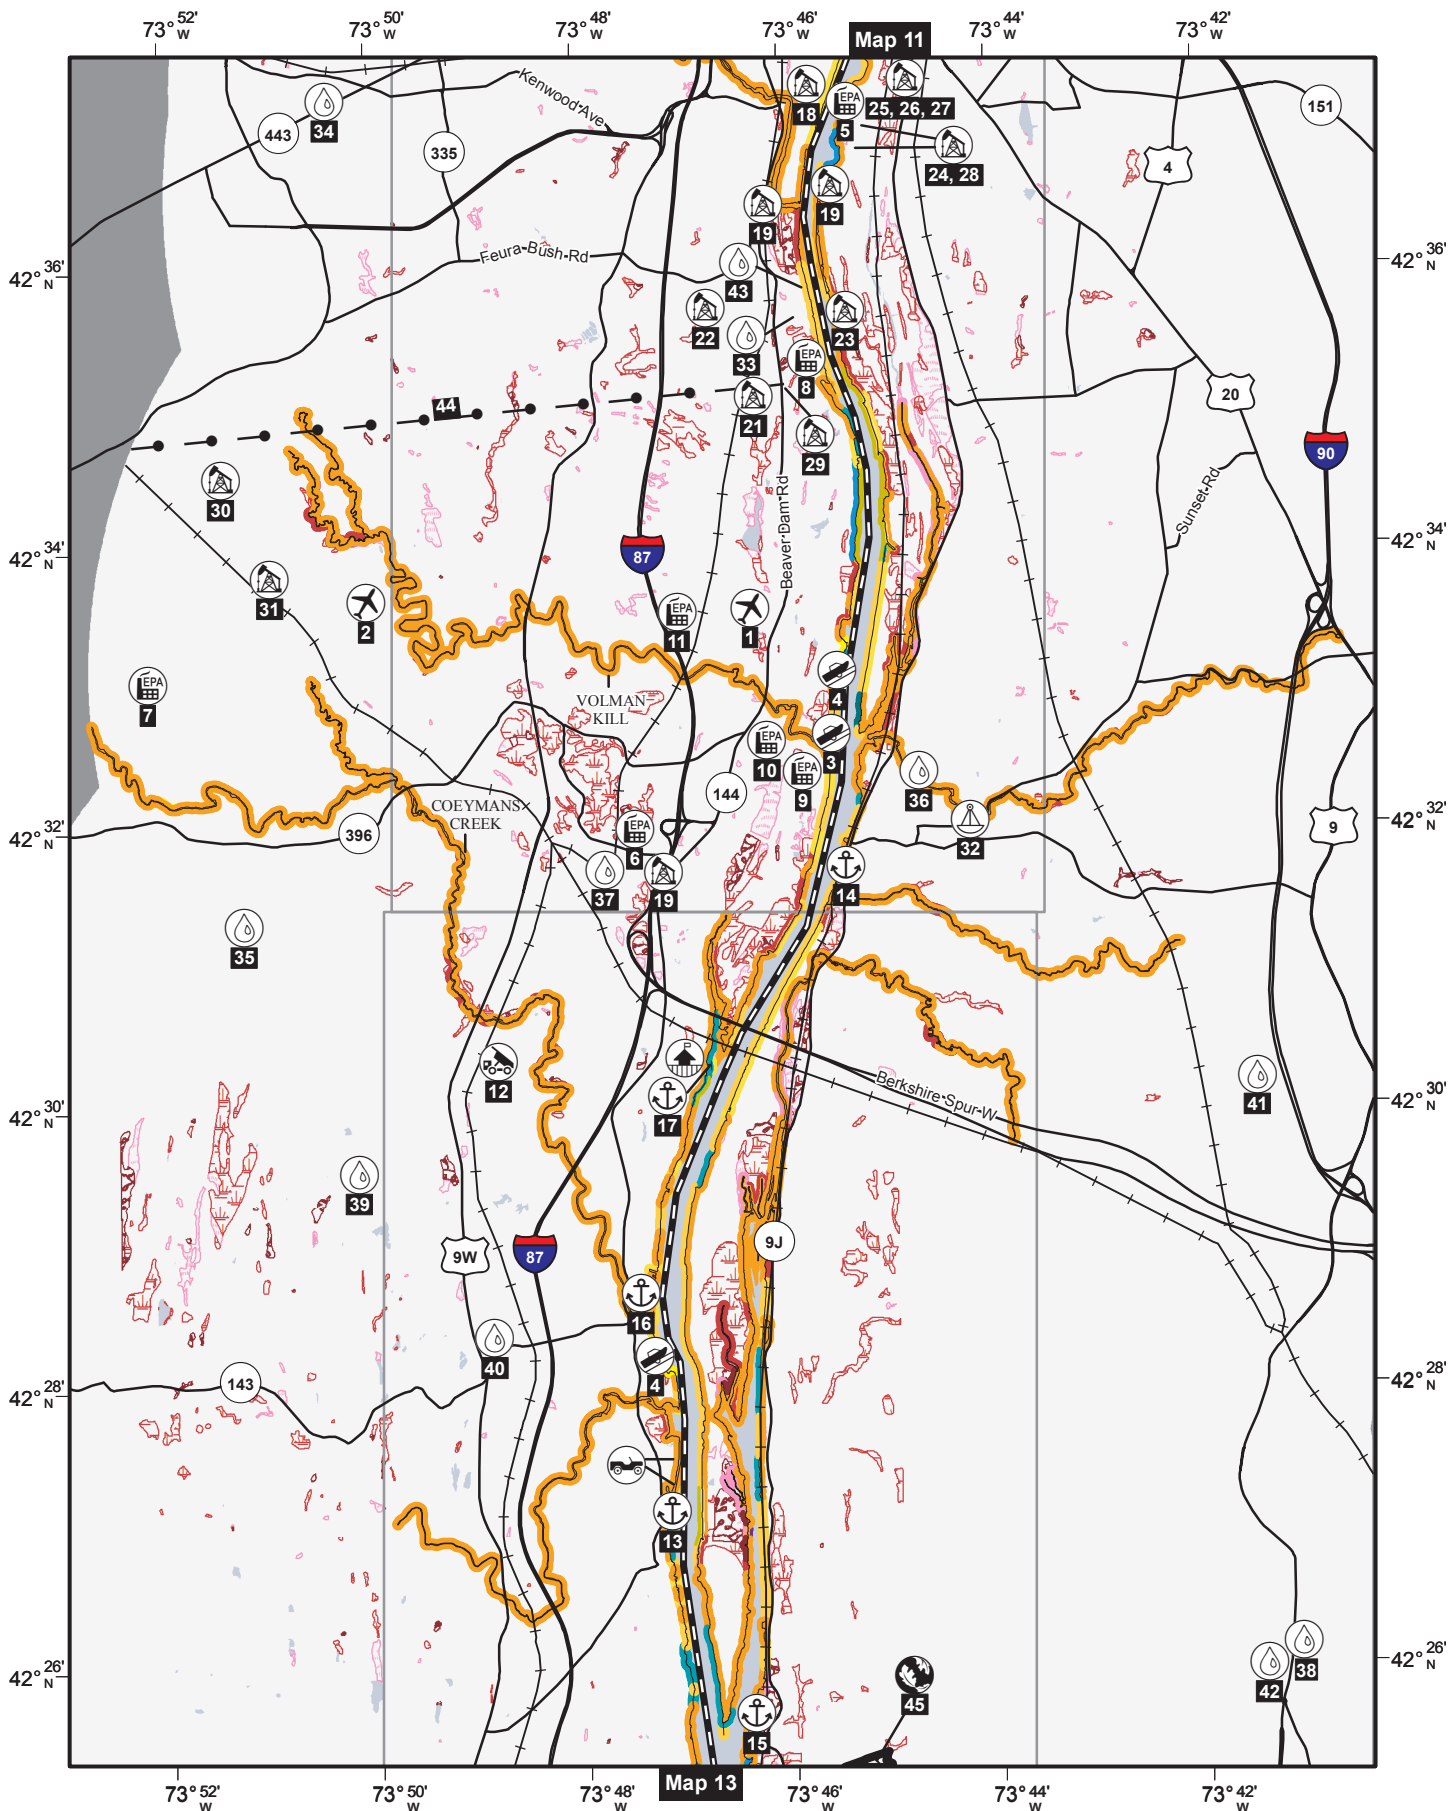 73° 52' W
73° 50' W
73° 48' W
73° 46' W
73° 44' W
73° 42' W
Map 11
Kenwood Ave
34
443
335
18
EPA
5
25, 26, 27
24, 28
151
4
19
19
42° 36' N
Feura Bush Rd
42° 36' N
43
22
33
23
EPA
8
44
21
20
29
90
30
Beaver Dam Rd
Sunset Rd
42° 34' N
87
42° 34' N
31
2
EPA
11
1
EPA
7
4
VOLMAN KILL
EPA
10
3
EPA
9
36
144
COEYMANS CREEK
42° 32' N
396
EPA
6
32
9
42° 32' N
37
19
14
35
12
17
Berkshire Spur W
41
42° 30' N
42° 30' N
39
9W
87
9J
16
40
4
143
42° 28' N
42° 28' N
13
42° 26' N
42° 26' N
38
42
45
15
Map 13
73° 52' W
73° 50' W
73° 48' W
73° 46' W
73° 44' W
73° 42' W